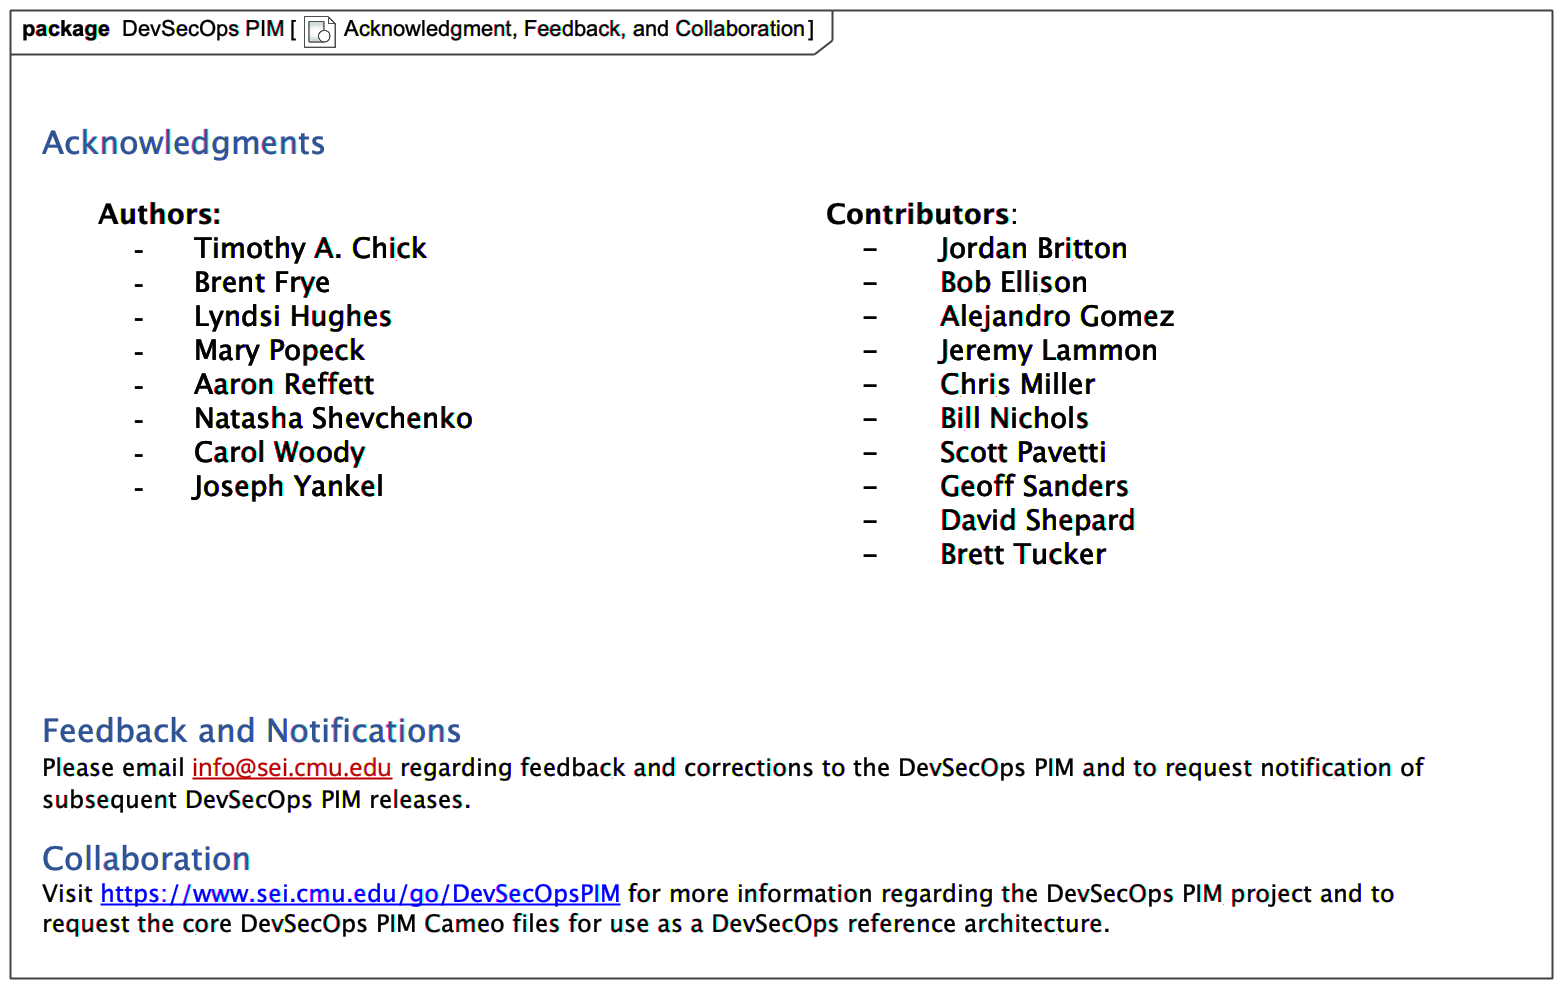 package DevSecOps PIM [ Acknowledgment, Feedback, and Collaboration ]
Acknowledgments
Authors:
- Timothy A. Chick
- Brent Frye
- Lyndsi Hughes
- Mary Popeck
- Aaron Reffett
- Natasha Shevchenko
- Carol Woody
- Joseph Yankel
Contributors:
– Jordan Britton
– Bob Ellison
– Alejandro Gomez
– Jeremy Lammon
– Chris Miller
– Bill Nichols
– Scott Pavetti
– Geoff Sanders
– David Shepard
– Brett Tucker
Feedback and Notifications
Please email info@sei.cmu.edu regarding feedback and corrections to the DevSecOps PIM and to request notification of
subsequent DevSecOps PIM releases.
Collaboration
Visit https://www.sei.cmu.edu/go/DevSecOpsPIM for more information regarding the DevSecOps PIM project and to
request the core DevSecOps PIM Cameo files for use as a DevSecOps reference architecture.